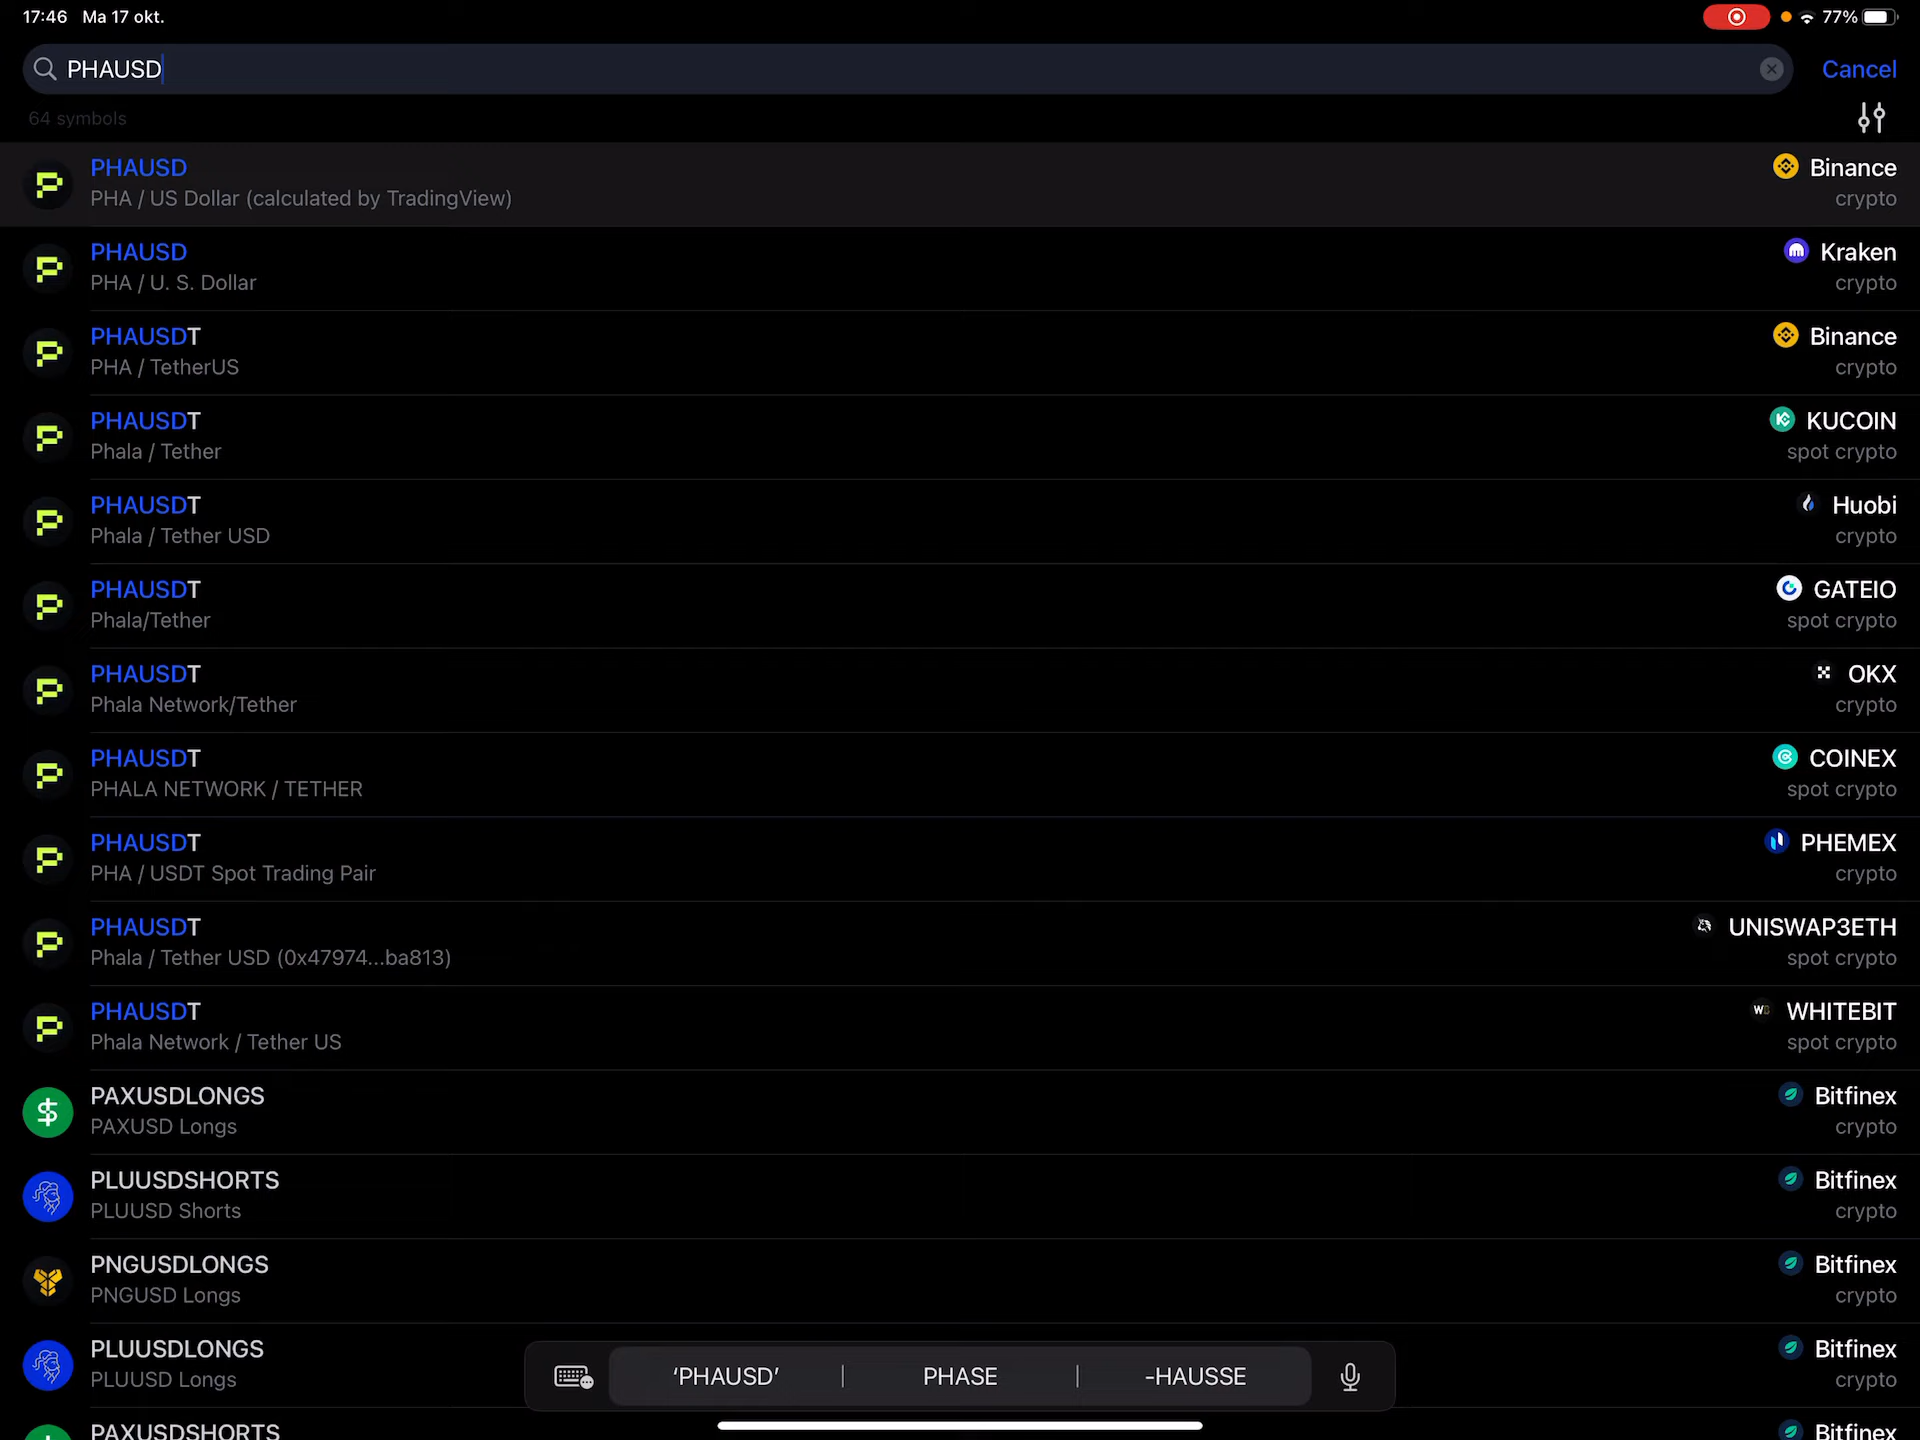 17:46 Ma 17 okt. 77%
PHAUSD Cancel
64 symbols
PHAUSD Binance
PHA / US Dollar (calculated by TradingView) crypto
PHAUSD Kraken
PHA / U. S. Dollar crypto
PHAUSDT Binance
PHA / TetherUS crypto
PHAUSDT KUCOIN
Phala / Tether spot crypto
PHAUSDT Huobi
Phala / Tether USD crypto
PHAUSDT GATEIO
Phala/Tether spot crypto
PHAUSDT OKX
Phala Network/Tether crypto
PHAUSDT COINEX
PHALA NETWORK / TETHER spot crypto
PHAUSDT PHEMEX
PHA / USDT Spot Trading Pair crypto
PHAUSDT UNISWAP3ETH
Phala / Tether USD (0x47974...ba813) spot crypto
PHAUSDT WB WHITEBIT
Phala Network / Tether US spot crypto
PAXUSDLONGS Bitfinex
PAXUSD Longs crypto
PLUUSDSHORTS Bitfinex
PLUUSD Shorts crypto
PNGUSDLONGS Bitfinex
PNGUSD Longs crypto
PLUUSDLONGS Bitfinex
PLUUSD Longs crypto
‘PHAUSD’ PHASE -HAUSSE
PAXUSDSHORTS Bitfinex